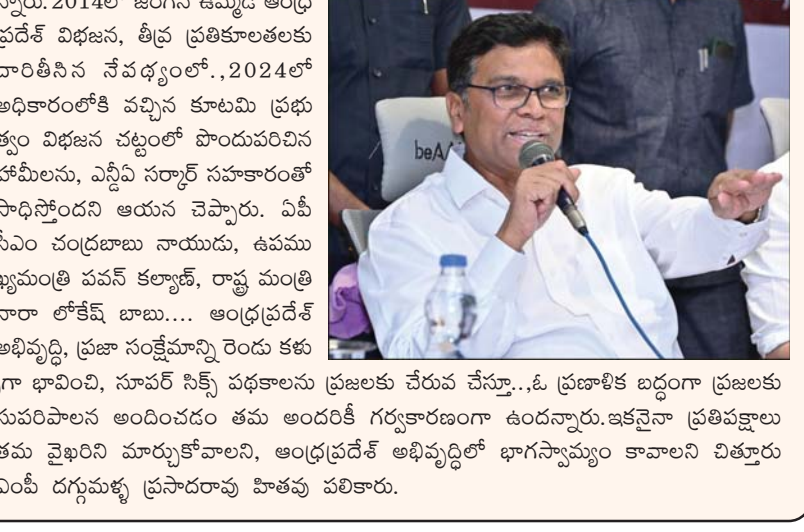 న్నారు.2014లో జరిగిన ఉమ్మడి ఆంధ్ర
ప్రదేశ్ విభజన, తీవ్ర ప్రతికూలతలకు
దారితీసిన నేపథ్యంలో.,2024లో
అధికారంలోకి వచ్చిన కూటమి ప్రభు
త్వం విభజన చట్టంలో పొందుపరిచిన
హామీలను, ఎన్డీఏ సర్కార్ సహకారంతో
సాధిస్తోందని ఆయన చెప్పారు. ఏపీ
సీఎం చంద్రబాబు నాయుడు, ఉపము
ఖ్యమంత్రి పవన్ కల్యాణ్, రాష్ట్ర మంత్రి
నారా లోకేష్ బాబు.... ఆంధ్రప్రదేశ్
అభివృద్ధి, ప్రజా సంక్షేమాన్ని రెండు కళు
గా భావించి, సూపర్ సిక్స్ పథకాలను ప్రజలకు చేరువ చేస్తూ..,ఓ ప్రణాళిక బద్ధంగా ప్రజలకు
సుపరిపాలన అందించడం తమ అందరికీ గర్వకారణంగా ఉందన్నారు.ఇకనైనా ప్రతిపక్షాలు
తమ వైఖరిని మార్చుకోవాలని, ఆంధ్రప్రదేశ్ అభివృద్ధిలో భాగస్వామ్యం కావాలని చిత్తూరు
ఎంపీ దగ్గుమళ్ళ ప్రసాదరావు హితవు పలికారు.